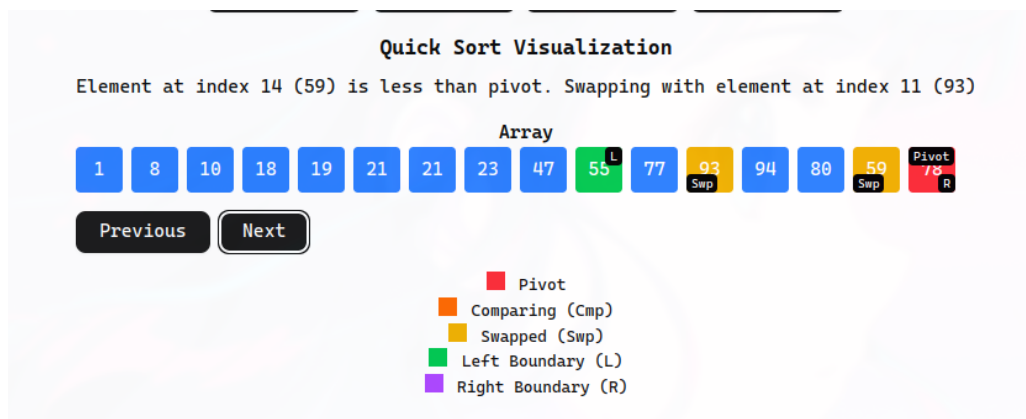 Quick Sort Visualization
Element at index 14 (59) is less than pivot. Swapping with element at index 11 (93)
Array
1 8 10 18 19 21 21 23 47 55 L 77 93 Swp 94 80 59 Swp Pivot 78 R
Previous Next
Pivot
Comparing (Cmp)
Swapped (Swp)
Left Boundary (L)
Right Boundary (R)